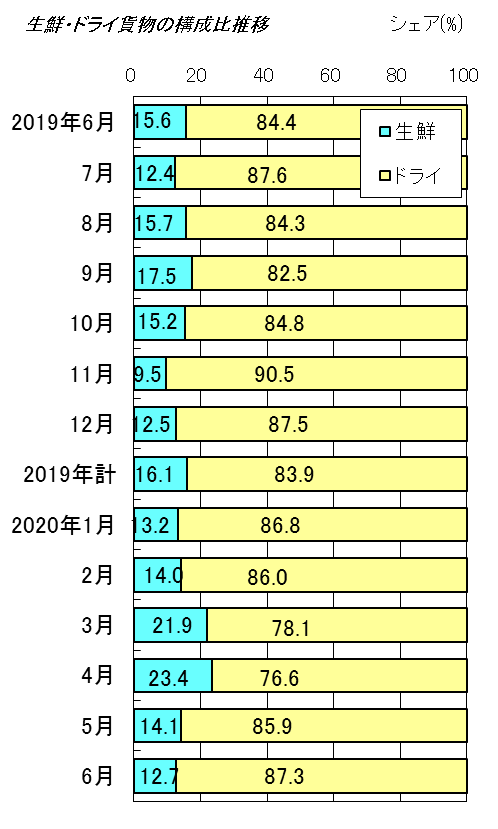 生鮮・ドライ貨物の構成比推移 シェア(%)
0 20 40 60 80 100
2019年6月 15.6 84.4
生鮮
7月 12.4 87.6
ドライ
8月 15.7 84.3
9月 17.5 82.5
10月 15.2 84.8
11月 9.5 90.5
12月 12.5 87.5
2019年計 16.1 83.9
2020年1月 13.2 86.8
2月 14.0 86.0
3月 21.9 78.1
4月 23.4 76.6
5月 14.1 85.9
6月 12.7 87.3